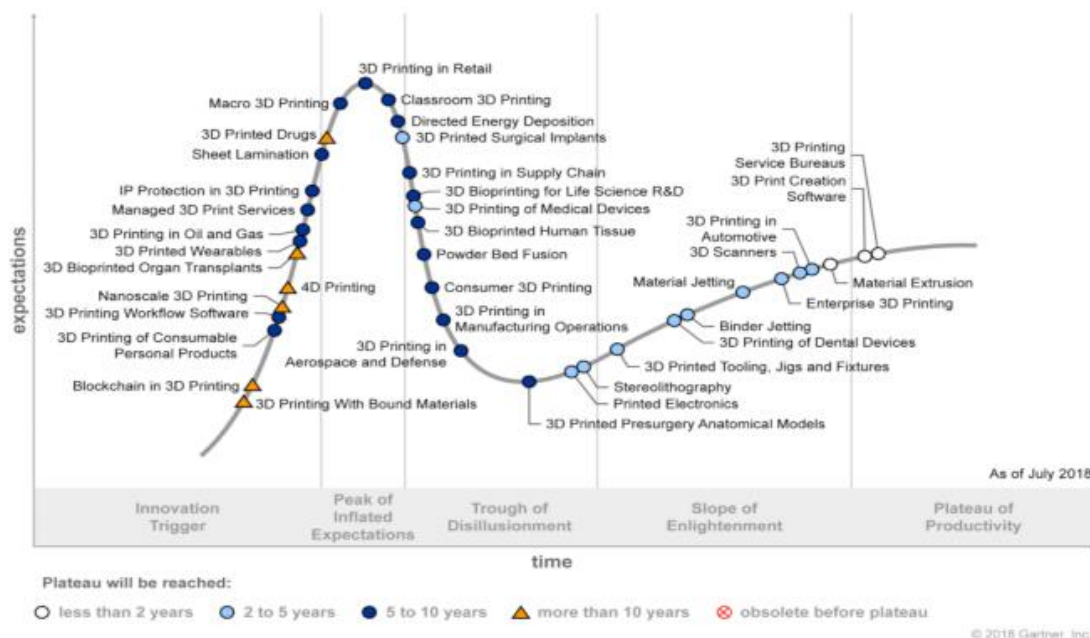 3D Printing in Retail
Macro 3D Printing
Classroom 3D Printing
Directed Energy Deposition
3D Printed Drugs
3D Printed Surgical Implants
Sheet Lamination
3D Printing in Supply Chain
IP Protection in 3D Printing
3D Bioprinting for Life Science R&D
Managed 3D Print Services
3D Printing of Medical Devices
3D Printing in Oil and Gas
3D Bioprinted Human Tissue
3D Printed Wearables
Powder Bed Fusion
3D Bioprinted Organ Transplants
4D Printing
Consumer 3D Printing
Nanoscale 3D Printing
3D Printing Workflow Software
3D Printing in
Manufacturing Operations
3D Printing of Consumable
Personal Products
3D Printing in
Aerospace and Defense
Blockchain in 3D Printing
3D Printing With Bound Materials
3D Printing
Service Bureaus
3D Print Creation
Software
3D Printing in
Automotive
3D Scanners
Material Jetting
Material Extrusion
Enterprise 3D Printing
Binder Jetting
3D Printing of Dental Devices
3D Printed Tooling, Jigs and Fixtures
Stereolithography
Printed Electronics
3D Printed Presurgery Anatomical Models
expectations
As of July 2018
Innovation
Trigger
Peak of
Inflated
Expectations
Trough of
Disillusionment
Slope of
Enlightenment
Plateau of
Productivity
time
Plateau will be reached:
less than 2 years
2 to 5 years
5 to 10 years
more than 10 years
obsolete before plateau
© 2018 Gartner, Inc